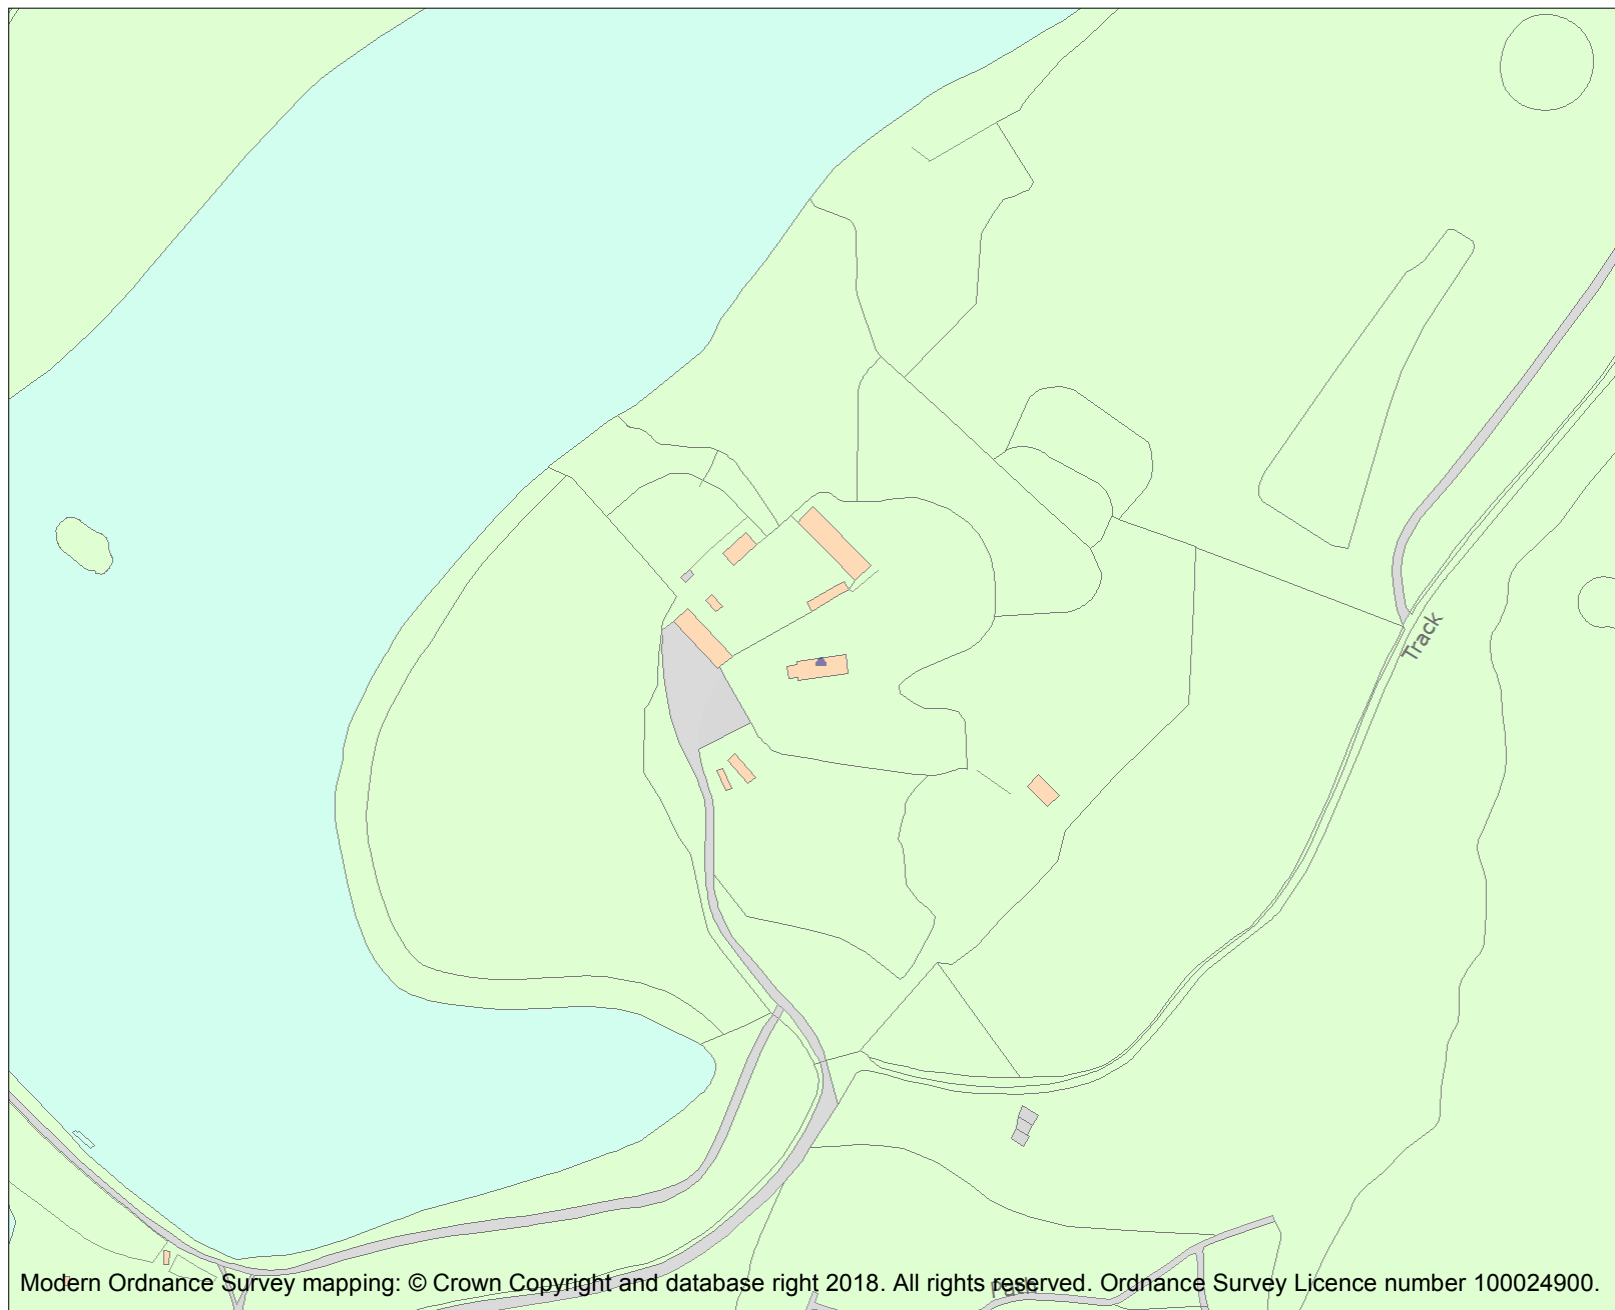 Track
Path
Modern Ordnance Survey mapping: © Crown Copyright and database right 2018. All rights reserved. Ordnance Survey Licence number 100024900.